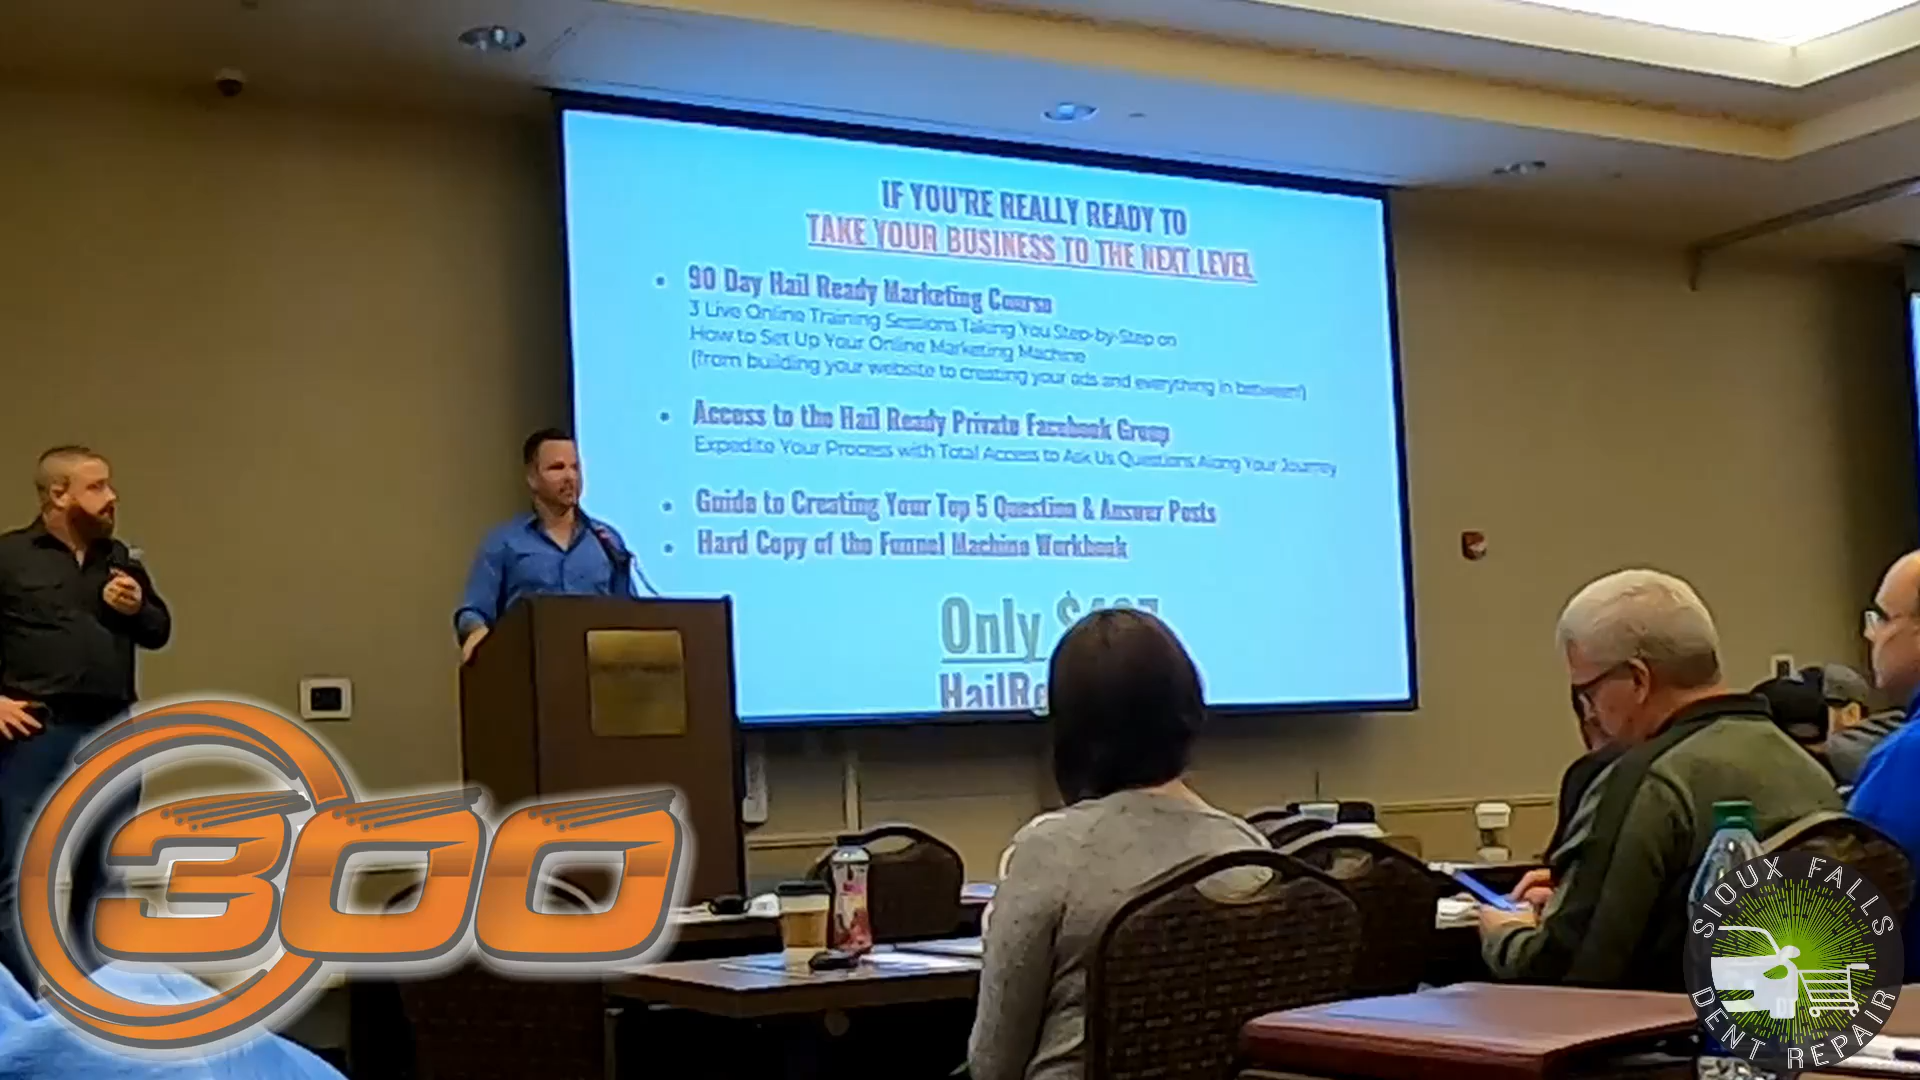 IF YOU'RE REALLY READY TO
TAKE YOUR BUSINESS TO THE NEXT LEVEL
• 90 Day Hail Ready Marketing Course
3 Live Online Training Sessions Taking You Step-by-Step on
How to Set Up Your Online Marketing Machine
(from building your website to creating your ads and everything in between!)
• Access to the Hail Ready Private Facebook Group
Expedite Your Process with Total Access to Ask Us Questions Along Your Journey
• Guide to Creating Your Top 5 Question & Answer Posts
• Hard Copy of the Funnel Machine Workbook
Only
300
SIOUX FALLS
DENT REPAIR